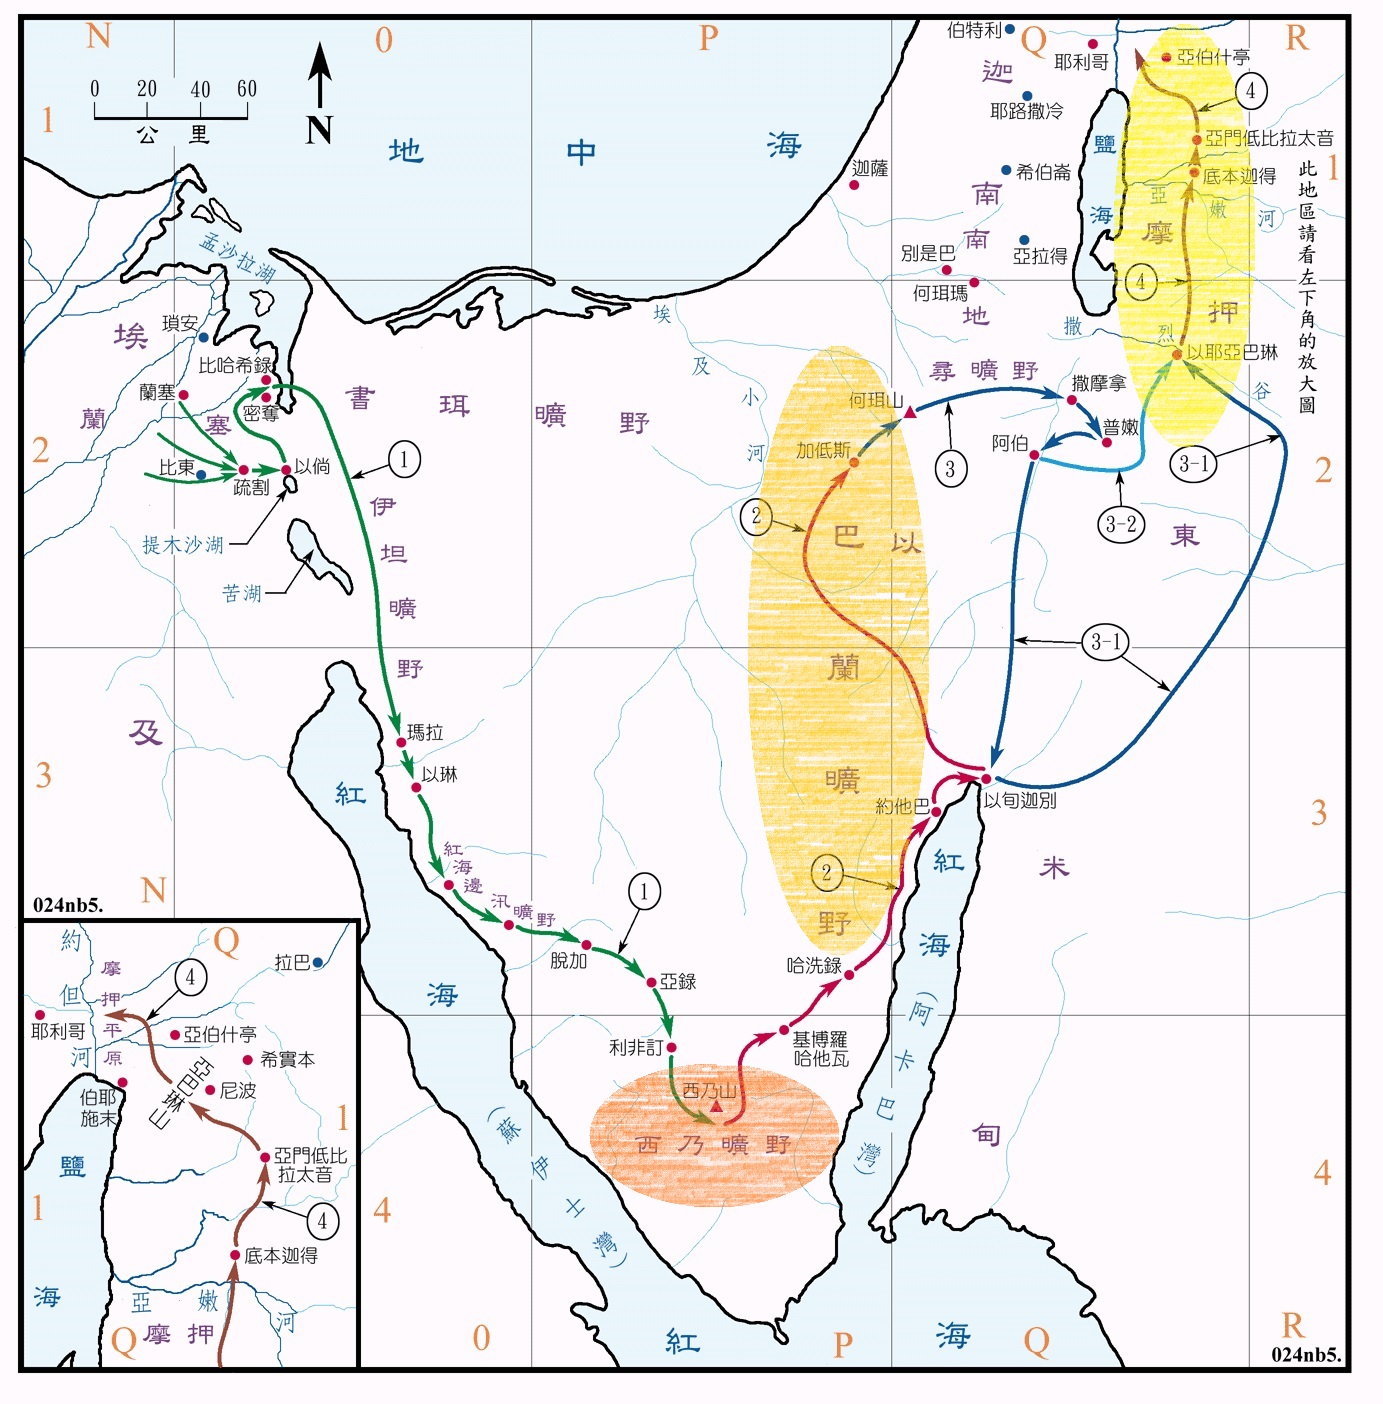 N
O
P
Q
R
伯特利
耶利哥
亞伯什亭
迦
0 20 40 60
公 里
N
1
耶路撒冷
4
地 中 海
鹽
海
亞門低比拉太音
迦薩
希伯崙
底本迦得
1
南
亞 嫩 河
摩
此地區請看左下角的放大圖
孟沙拉湖
南
別是巴
亞拉得
何珥瑪
4
地
押
埃
瑣安
埃及小河
撒 烈 谷
比哈希錄
以耶亞巴琳
尋曠野
蘭塞
密奪
書 珥 曠 野
何珥山
撒摩拿
蘭
塞
普嫩
2
1
加低斯
阿伯
3
3-1
2
比東
疏割
以倘
伊
坦
曠
野
2
3-2
提木沙湖
巴 以
東
苦湖
3-1
蘭
及
瑪拉
3
以琳
紅
曠
約他巴
以旬迦別
3
紅海邊
汛曠野
紅
米
2
N
1
野
024nb5.
脫加
海
哈洗錄
亞錄
海
利非訂
基博羅
哈他瓦
(阿卡巴灣)
西乃山
西乃曠野
甸
(蘇伊士灣)
4
4
O
紅
P
海
Q
R
024nb5.
約
但
河
Q
摩
押
平
原
4
拉巴
耶利哥
亞伯什亭
希實本
伯耶
施末
亞巴琳山
尼波
1
鹽
亞門低比
拉太音
1
4
底本迦得
海
亞 嫩 河
Q
摩 押